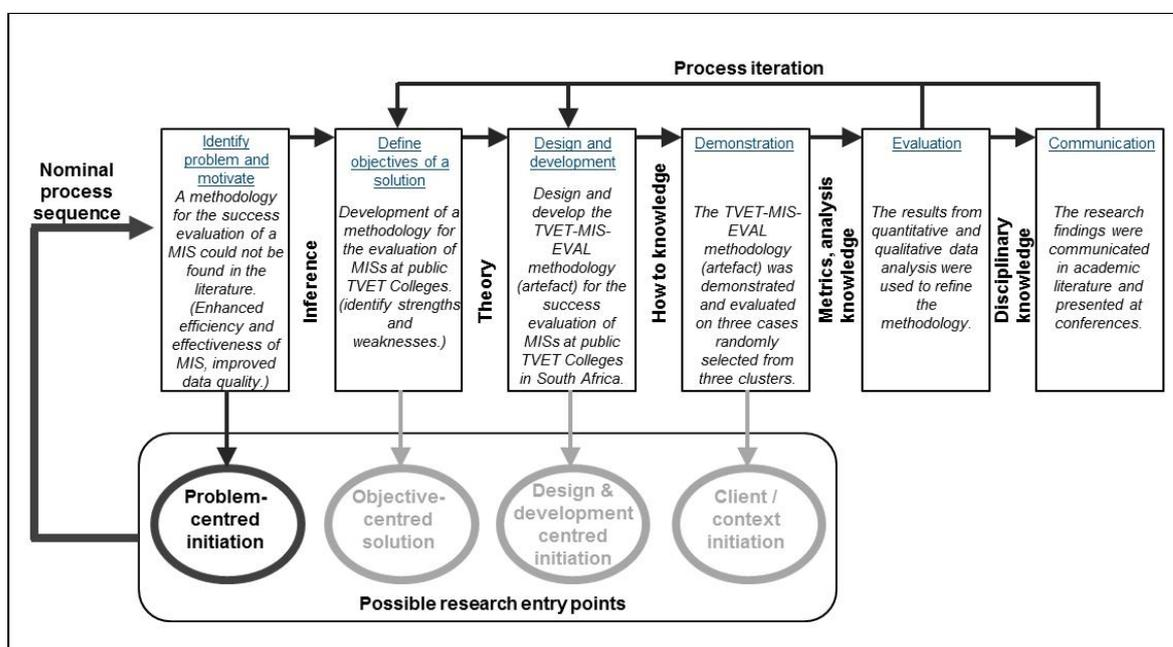 Process iteration
Nominal
process
sequence
Identify
problem and
motivate
A methodology
for the success
evaluation of a
MIS could not be
found in the
literature.
(Enhanced
efficiency and
effectiveness of
MIS, improved
data quality.)
Inference
Define
objectives of a
solution
Development of a
methodology for
the evaluation of
MISs at public
TVET Colleges.
(identify strengths
and
weaknesses.)
Theory
Design and
development
Design and
develop the
TVET-MIS-
EVAL
methodology
(artefact) for the
success
evaluation of
MISs at public
TVET Colleges
in South Africa.
How to knowledge
Demonstration
The TVET-MIS-
EVAL
methodology
(artefact) was
demonstrated
and evaluated
on three cases
randomly
selected from
three clusters.
Metrics, analysis
knowledge
Evaluation
The results from
quantitative and
qualitative data
analysis were
used to refine
the
methodology.
Disciplinary
knowledge
Communication
The research
findings were
communicated
in academic
literature and
presented at
conferences.
Problem-
centred
initiation
Objective-
centred
solution
Design &
development
centred
initiation
Client /
context
initiation
Possible research entry points